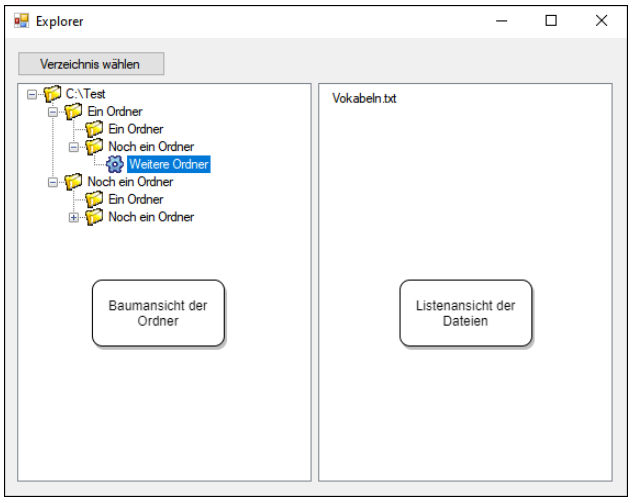 Explorer
Verzeichnis wählen
C:\Test
Ein Ordner
Ein Ordner
Noch ein Ordner
Weitere Ordner
Noch ein Ordner
Ein Ordner
Noch ein Ordner
Vokabeln.txt
Baumansicht der
Ordner
Listenansicht der
Dateien